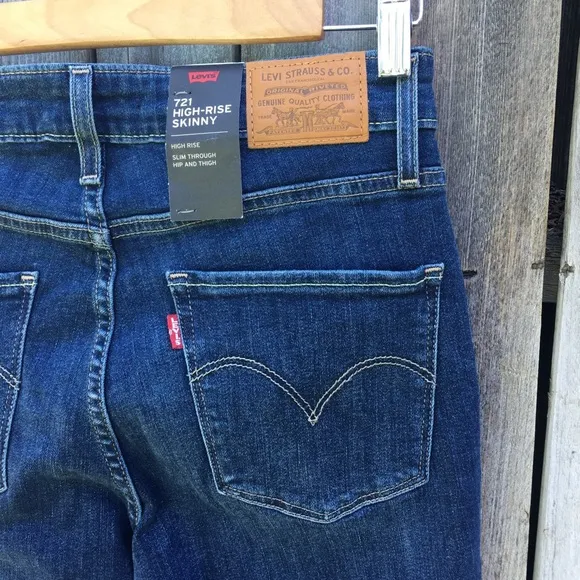 Levi's
721
HIGH-RISE
SKINNY
HIGH RISE
SLIM THROUGH
HIP AND THIGH
LEVI STRAUSS & CO.
ORIGINAL RIVETED
GENUINE QUALITY CLOTHING
TRADE
Levi's